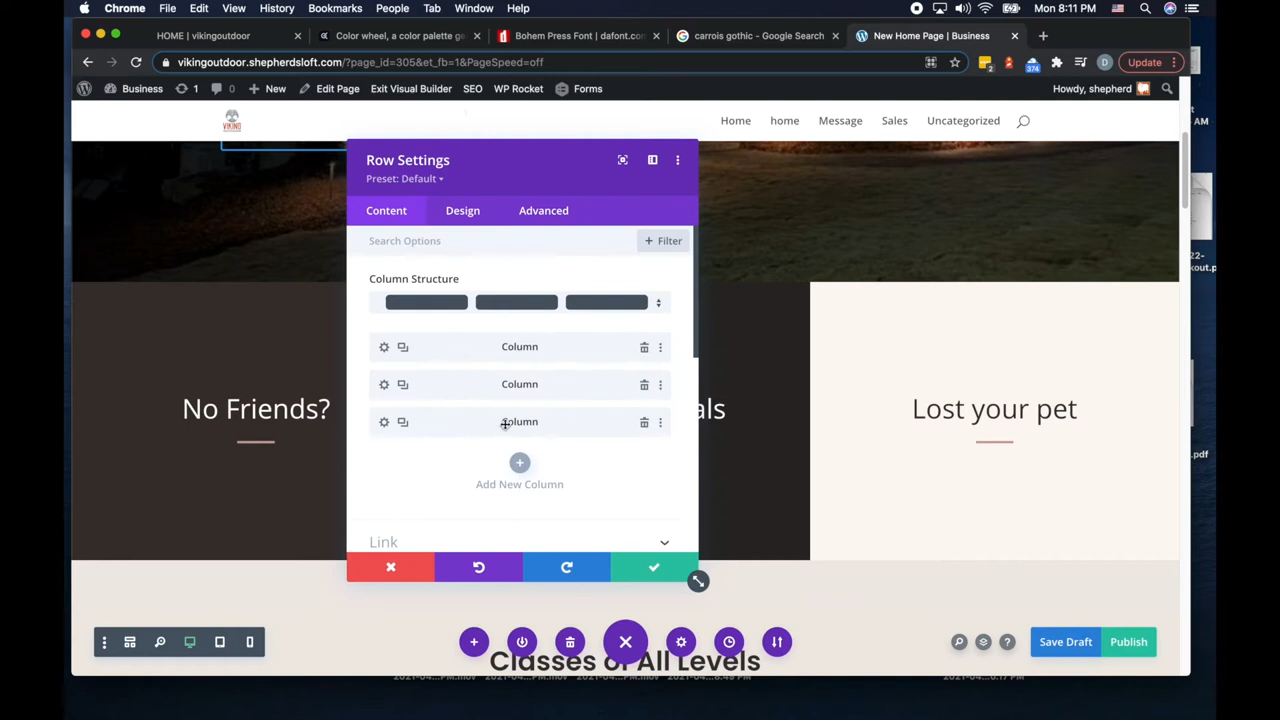 Chrome File Edit View History Bookmarks People Tab Window Help Mon 8:11 PM
HOME | vikingoutdoor Color wheel, a color palette ge Bohem Press Font | dafont.com carrois gothic - Google Search New Home Page | Business
vikingoutdoor.shepherdsloft.com/?page_id=305&et_fb=1&PageSpeed=off 2 374 D Update
Business 1 0 New Edit Page Exit Visual Builder SEO WP Rocket Forms Howdy, shepherd
VIKING Home home Message Sales Uncategorized
Row Settings
Preset: Default
Content Design Advanced
Search Options + Filter
Column Structure
Column
Column
Column
No Friends? als Lost your pet
Add New Column
Link
Save Draft Publish
Classes of All Levels